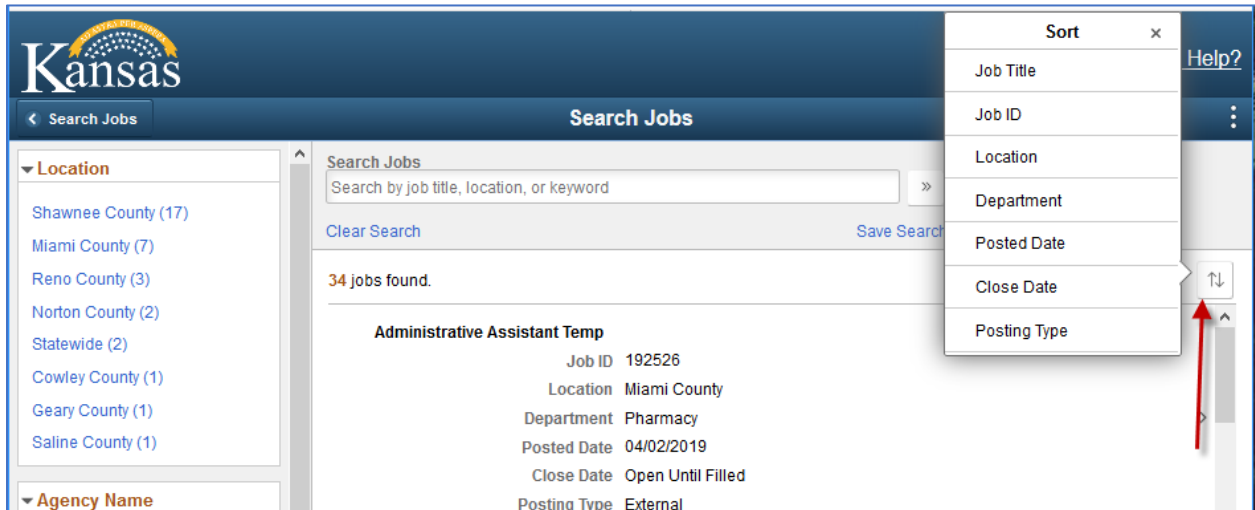 AD ASTRA PER ASPERA
Kansas
Help?
Search Jobs
Search Jobs
Sort
×
Job Title
Job ID
Location
Department
Posted Date
Close Date
Posting Type
Location
Shawnee County (17)
Miami County (7)
Reno County (3)
Norton County (2)
Statewide (2)
Cowley County (1)
Geary County (1)
Saline County (1)
Agency Name
Search Jobs
Search by job title, location, or keyword
»
Clear Search
Save Search
34 jobs found.
Administrative Assistant Temp
Job ID 192526
Location Miami County
Department Pharmacy
Posted Date 04/02/2019
Close Date Open Until Filled
Posting Type External